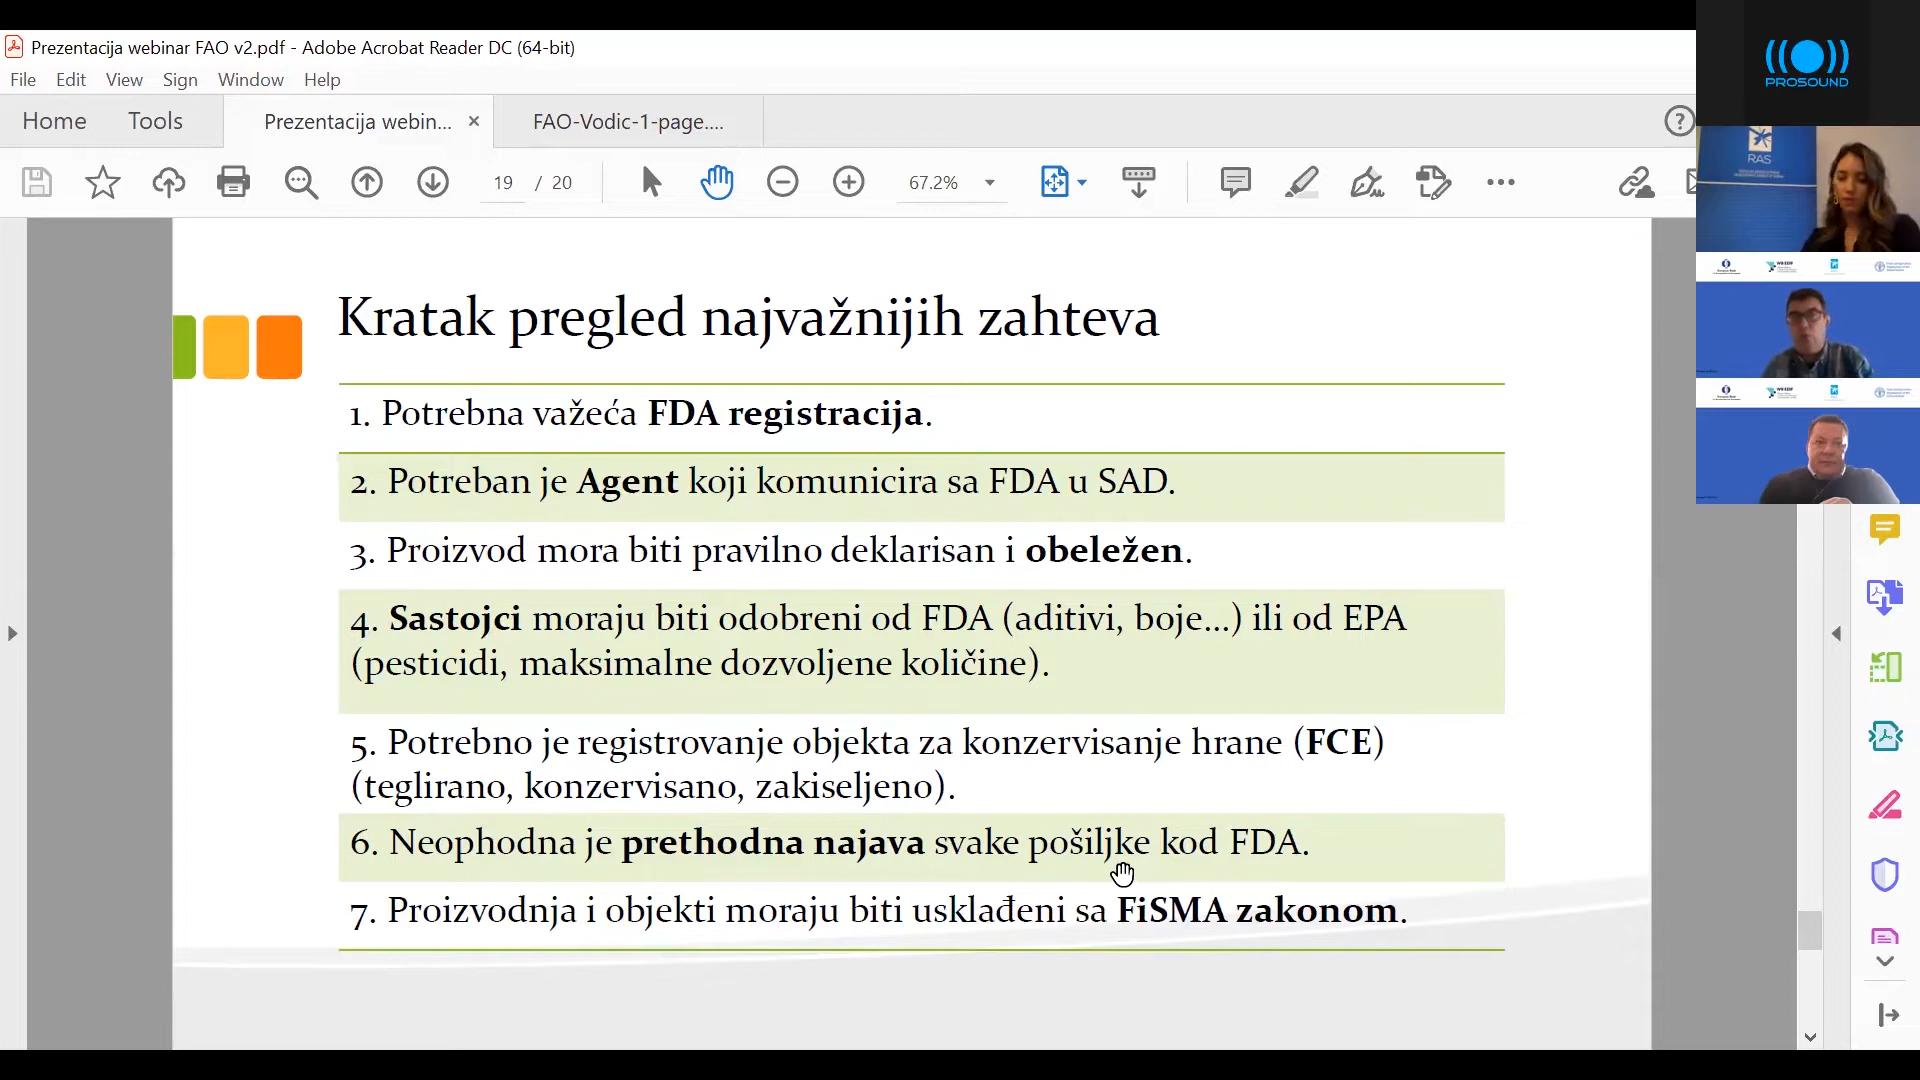 Prezentacija webinar FAO v2.pdf - Adobe Acrobat Reader DC (64-bit)
File Edit View Sign Window Help
Home Tools Prezentacija webin... × FAO-Vodic-1-page....
19 / 20 67.2%
PROSOUND
RAS
Kratak pregled najvažnijih zahteva
1. Potrebna važeća FDA registracija.
2. Potreban je Agent koji komunicira sa FDA u SAD.
3. Proizvod mora biti pravilno deklarisan i obeležen.
4. Sastojci moraju biti odobreni od FDA (aditivi, boje...) ili od EPA
(pesticidi, maksimalne dozvoljene količine).
5. Potrebno je registrovanje objekta za konzervisanje hrane (FCE)
(teglirano, konzervisano, zakiseljeno).
6. Neophodna je prethodna najava svake pošiljke kod FDA.
7. Proizvodnja i objekti moraju biti usklađeni sa FiSMA zakonom.